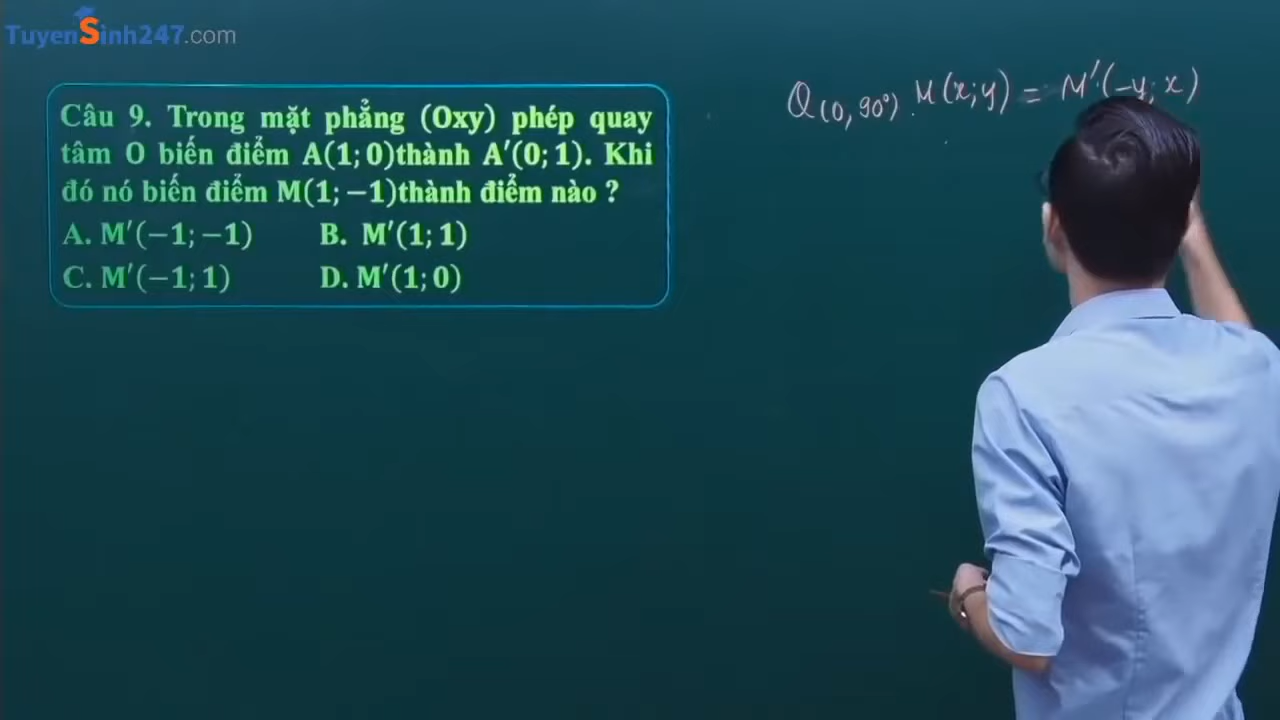 TuyenSinh247.com
Q(O, 90°) M(x;y) = M'(-y; x)
Câu 9. Trong mặt phẳng (Oxy) phép quay
tâm O biến điểm A(1; 0)thành A′(0; 1). Khi
đó nó biến điểm M(1; −1)thành điểm nào ?
A. M′(−1; −1) B. M′(1; 1)
C. M′(−1; 1) D. M′(1; 0)